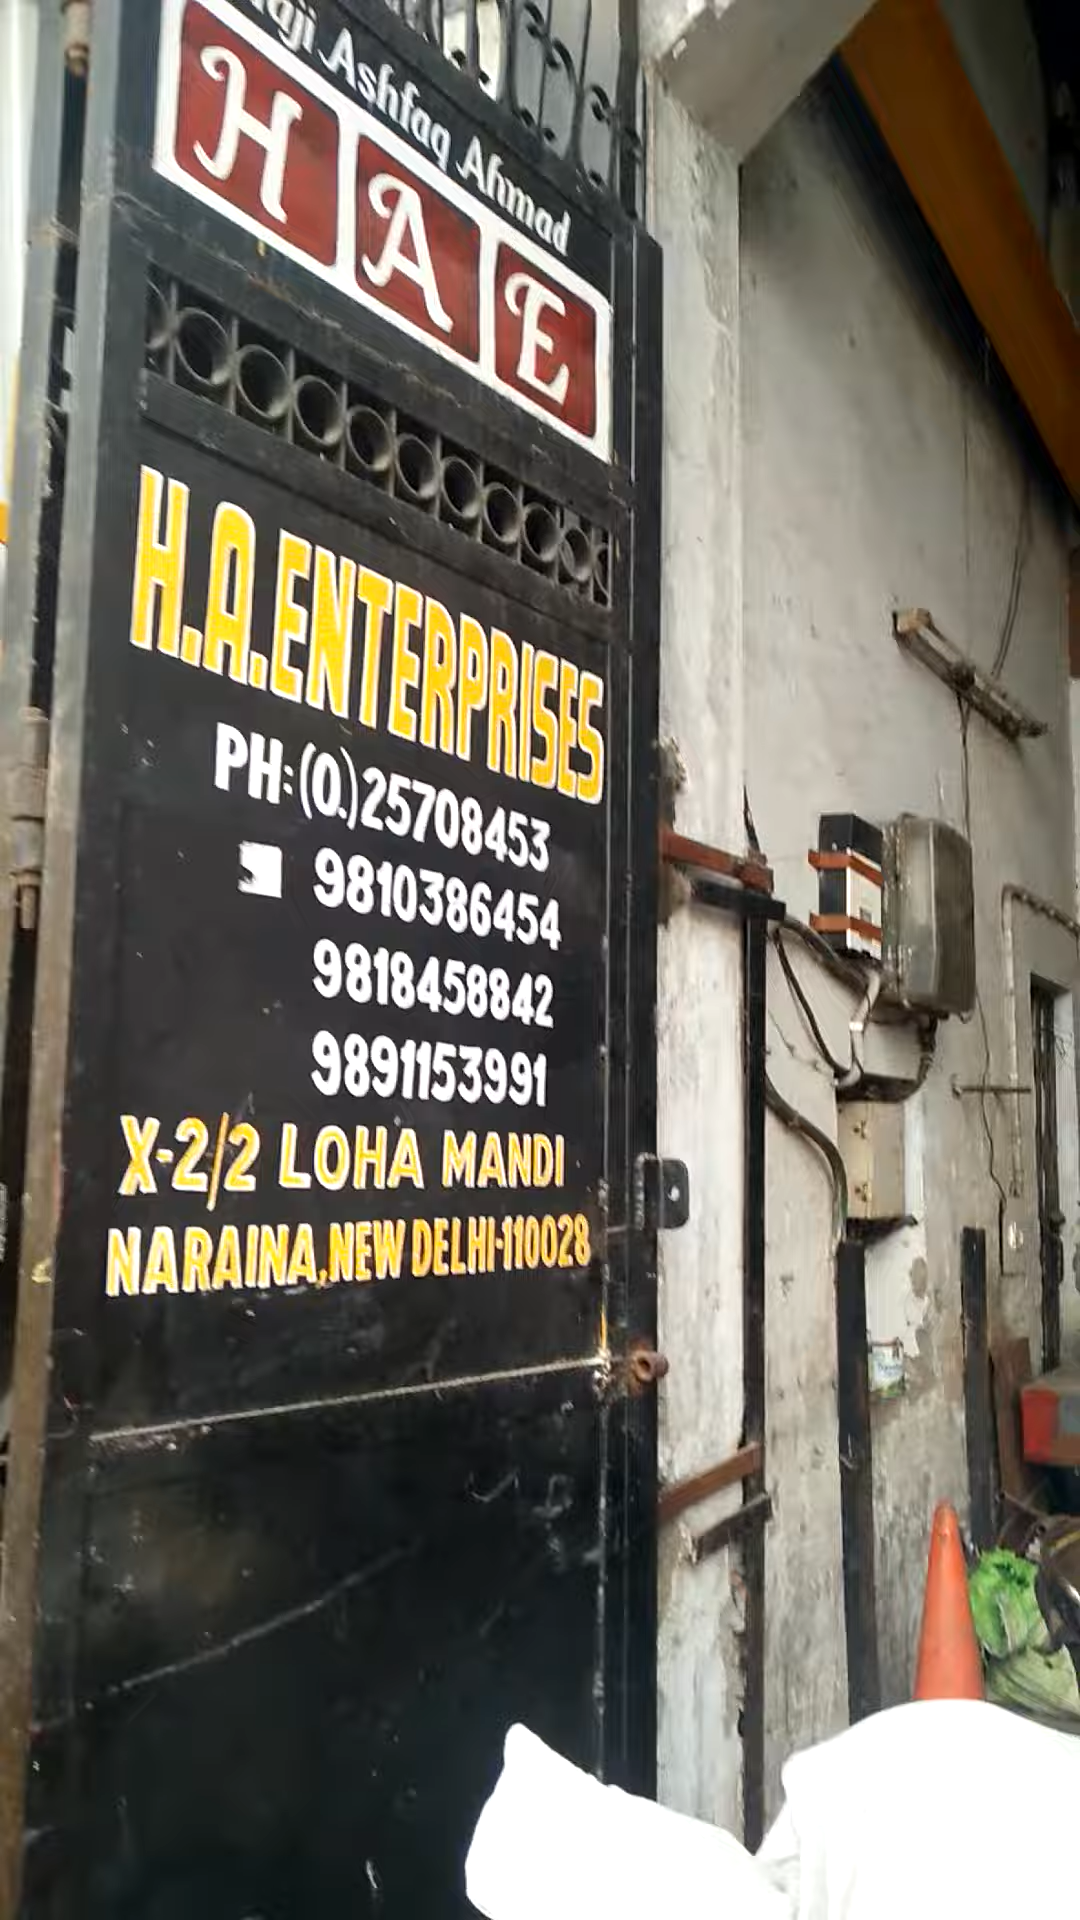 Haji Ashfaq Ahmad
H A E
H.A.ENTERPRISES
PH:(O.)25708453
9810386454
9818458842
9891153991
X-2/2 LOHA MANDI
NARAINA,NEW DELHI-110028